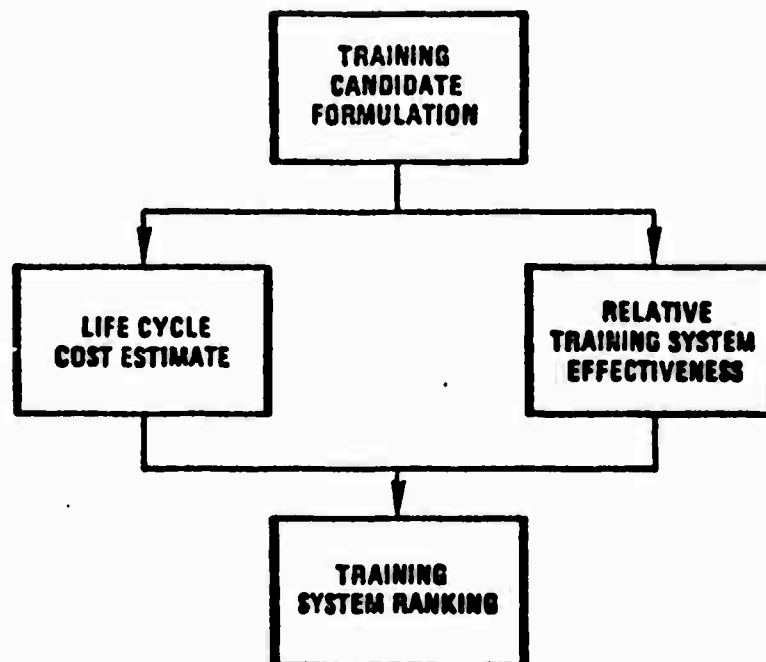 TRAINING
CANDIDATE
FORMULATION
LIFE CYCLE
COST ESTIMATE
RELATIVE
TRAINING SYSTEM
EFFECTIVENESS
TRAINING
SYSTEM RANKING